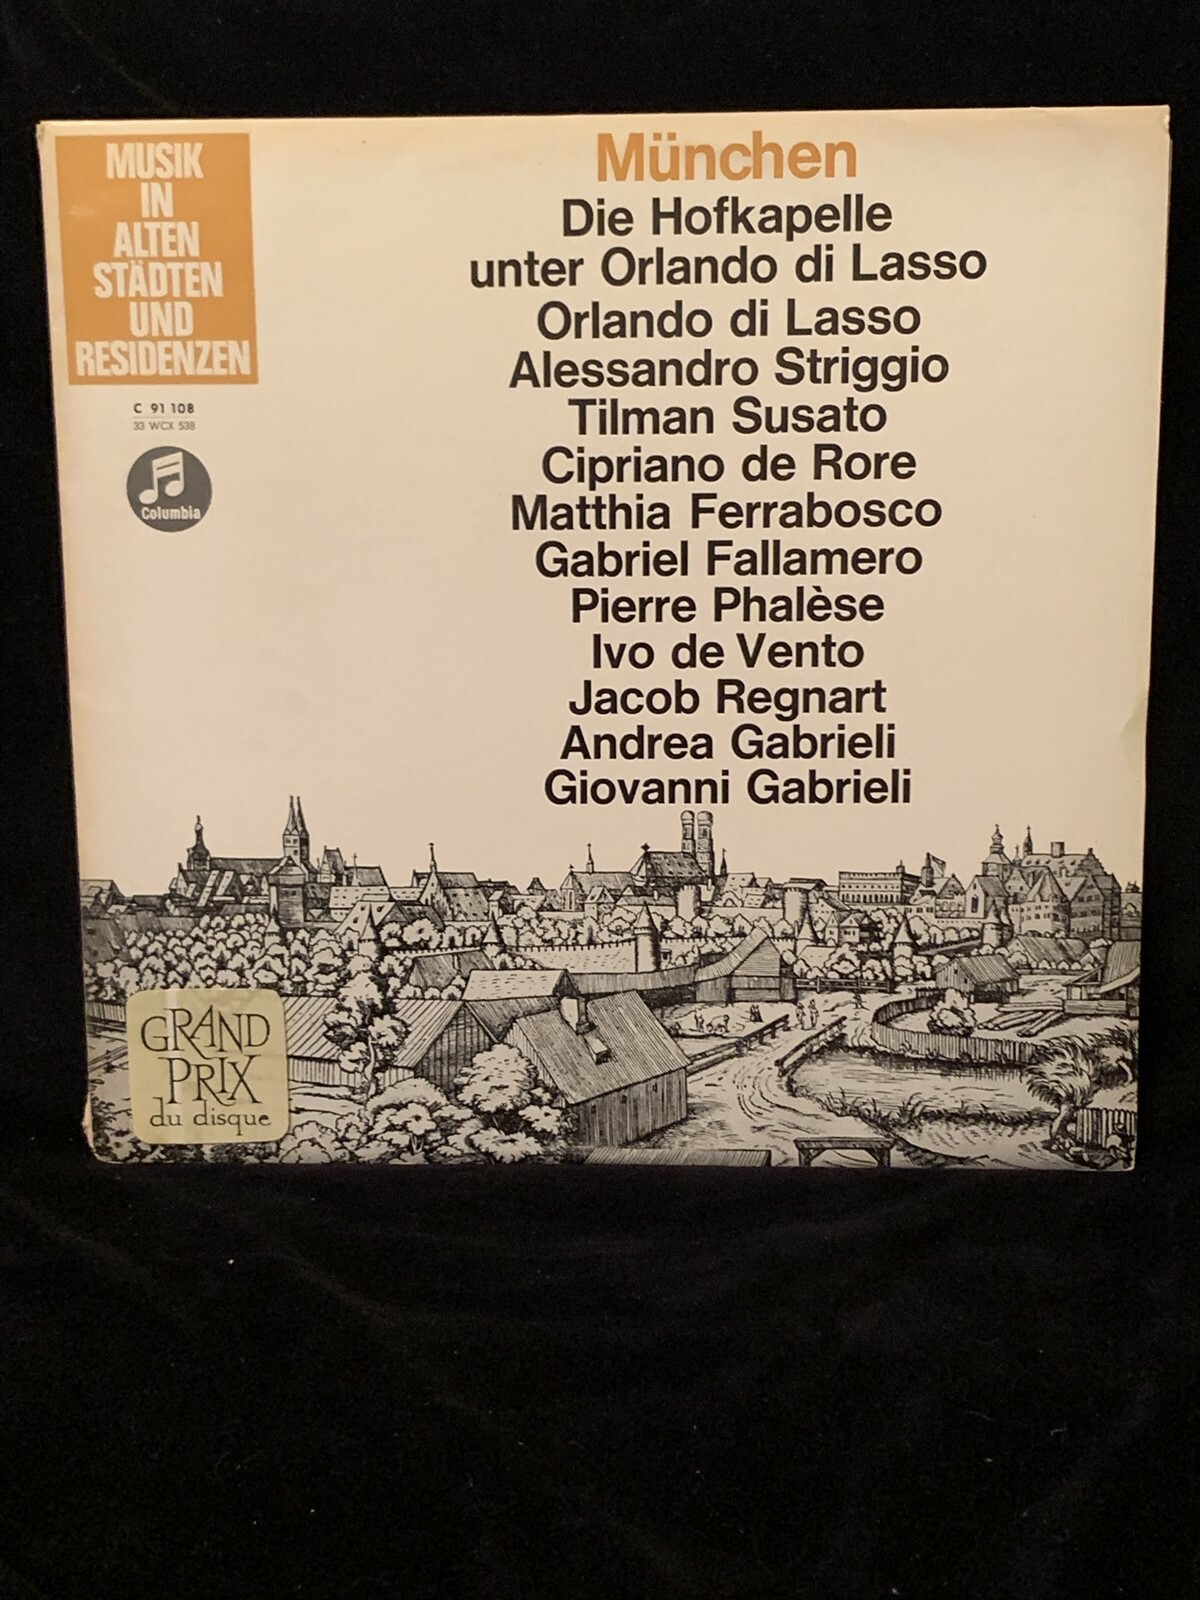 MUSIK
IN
ALTEN
STÄDTEN
UND
RESIDENZEN
C 91 108
33 WCX 538
Columbia
München
Die Hofkapelle
unter Orlando di Lasso
Orlando di Lasso
Alessandro Striggio
Tilman Susato
Cipriano de Rore
Matthia Ferrabosco
Gabriel Fallamero
Pierre Phalèse
Ivo de Vento
Jacob Regnart
Andrea Gabrieli
Giovanni Gabrieli
GRAND
PRIX
du disque